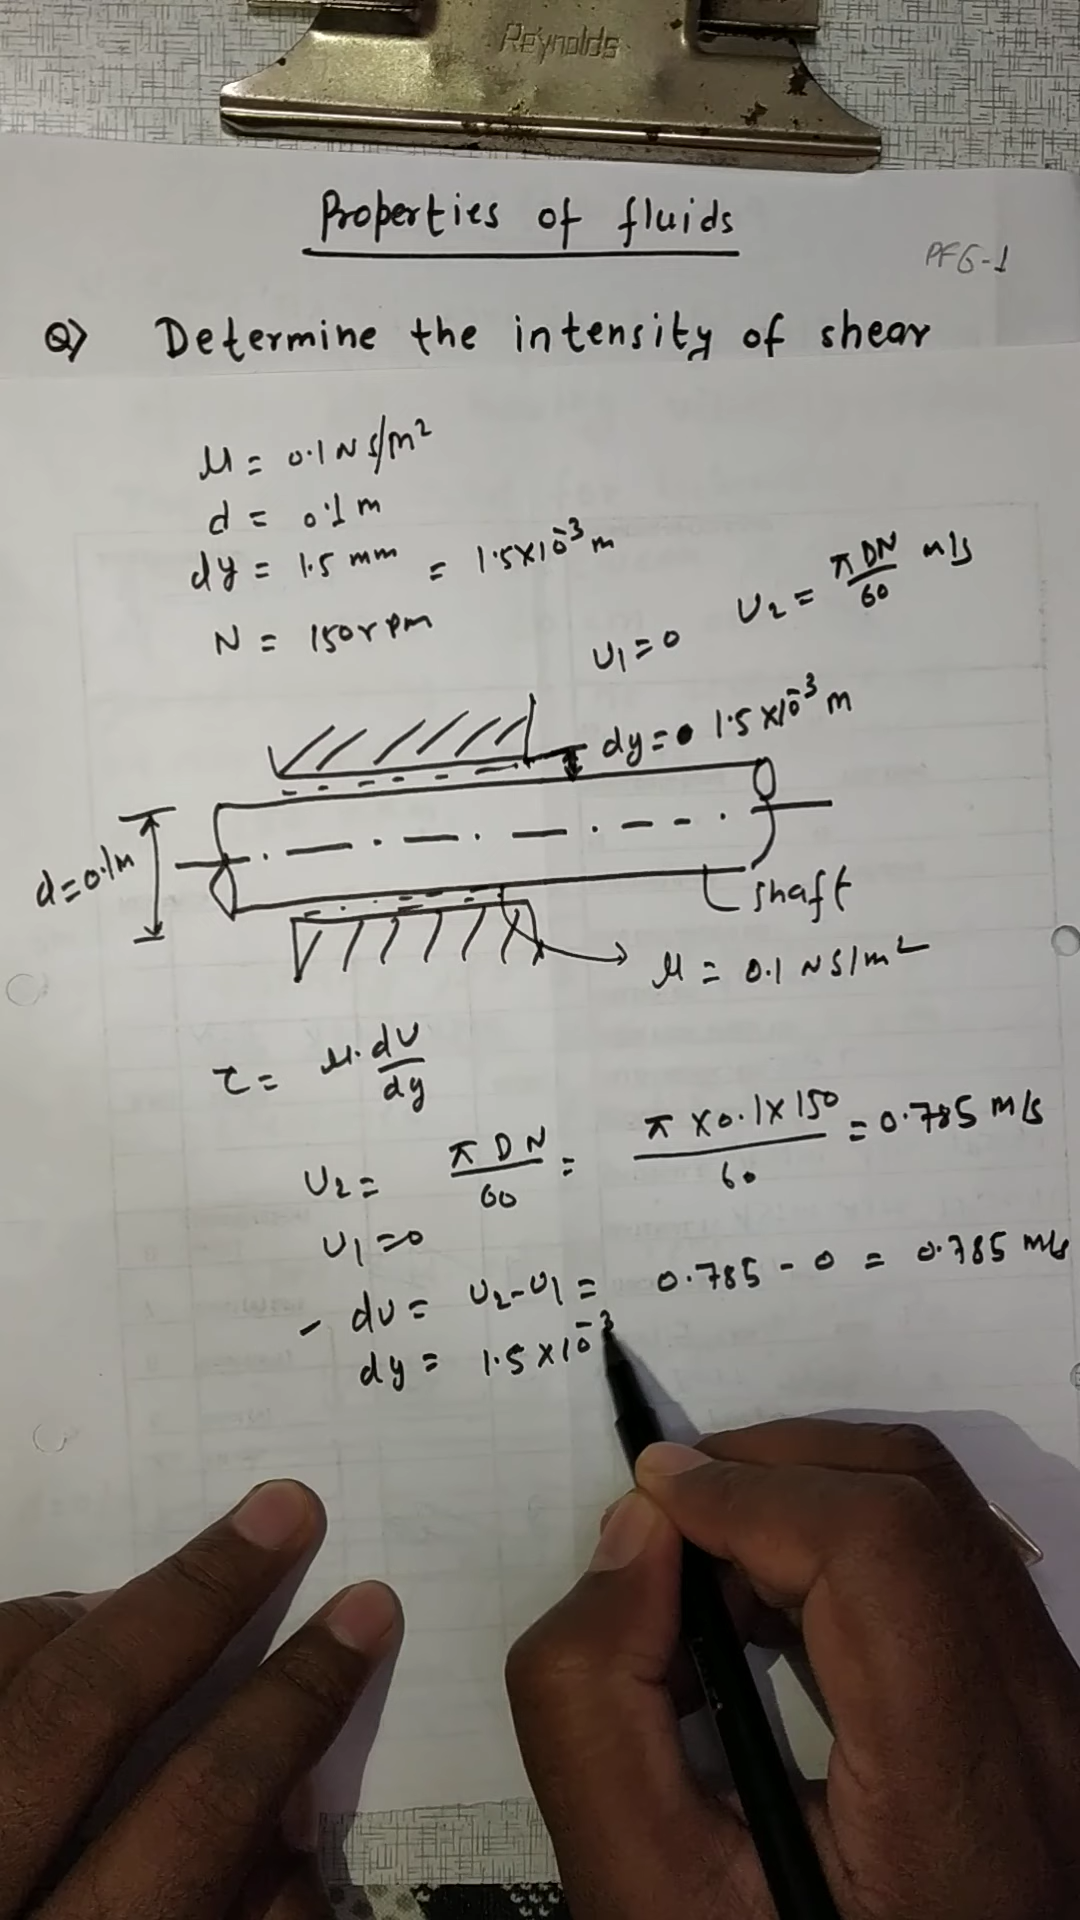 Reynolds
Properties of fluids
PFG-1
Q) Determine the intensity of shear
μ = 0.1 NS/m²
d = 0.1 m
dy = 1.5 mm = 1.5×10⁻³ m
N = 150 rpm
U₁=0
U₂ = πDN/60 m/s
dy = 1.5×10⁻³ m
d=0.1m
shaft
μ = 0.1 NS/m²
τ = μ.dU/dy
U₂ = πDN/60 = π×0.1×150/60 = 0.785 m/s
U₁=0
- dU = U₂-U₁ = 0.785 - 0 = 0.785 m/s
dy = 1.5×10⁻³